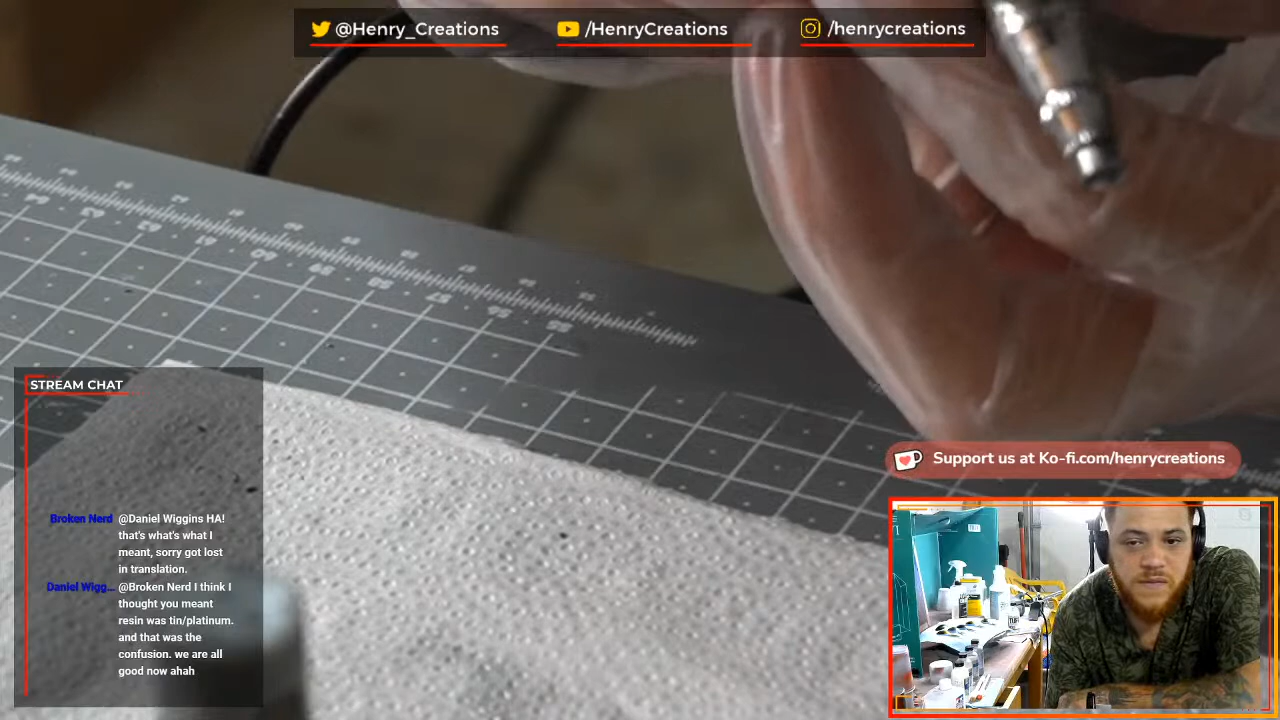 @Henry_Creations
/HenryCreations
/henrycreations
STREAM CHAT
Broken Nerd @Daniel Wiggins HA!
that's what's what I
meant, sorry got lost
in translation.
Daniel Wigg... @Broken Nerd I think I
thought you meant
resin was tin/platinum.
and that was the
confusion. we are all
good now ahah
Support us at Ko-fi.com/henrycreations